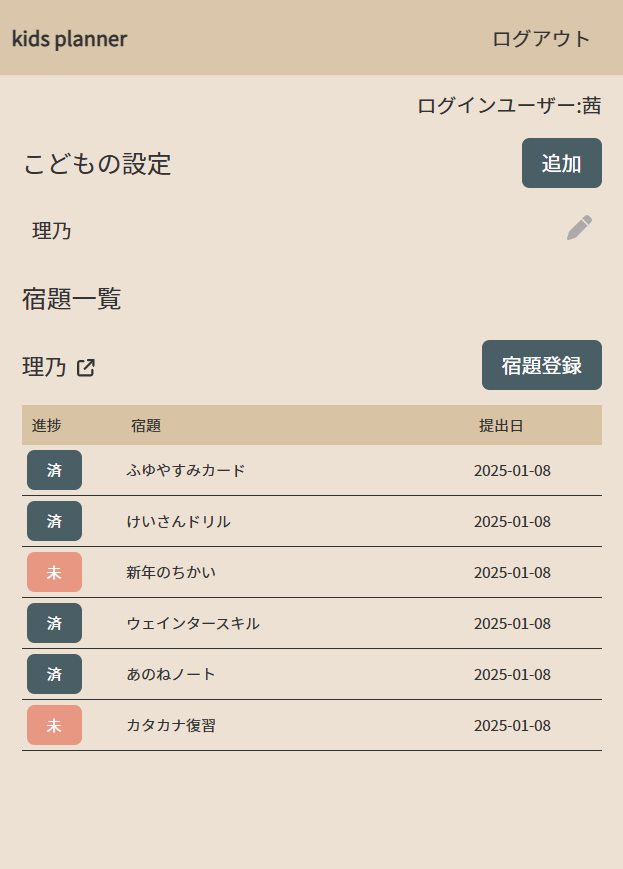 kids planner ログアウト
ログインユーザー:茜
こどもの設定 追加
理乃
宿題一覧
理乃 宿題登録
進捗 宿題 提出日
済 ふゆやすみカード 2025-01-08
済 けいさんドリル 2025-01-08
未 新年のちかい 2025-01-08
済 ウェインタースキル 2025-01-08
済 あのねノート 2025-01-08
未 カタカナ復習 2025-01-08